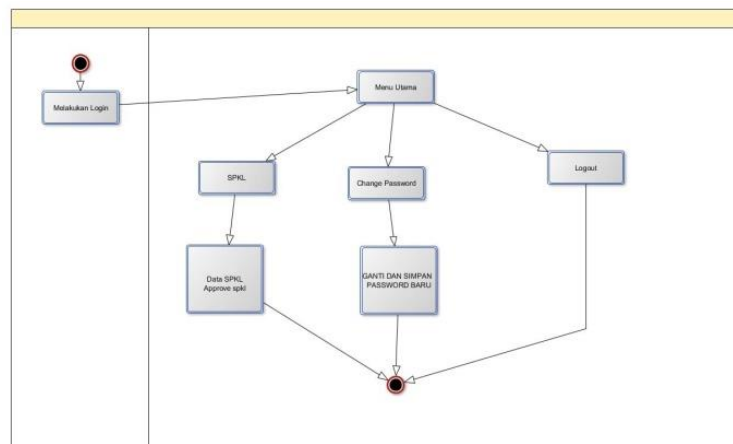 Melakukan Login
Menu Utama
SPKL
Change Password
Logout
Data SPKL
Approve spkl
GANTI DAN SIMPAN
PASSWORD BARU